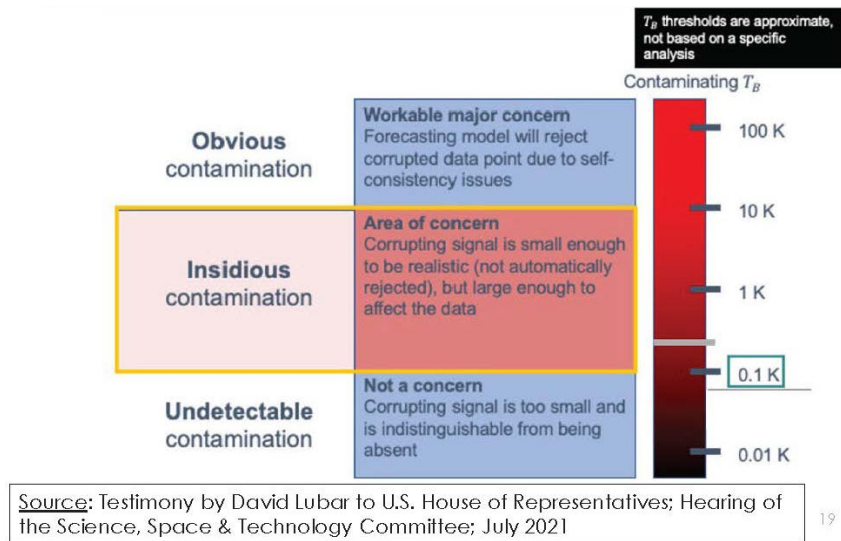 T_B thresholds are approximate,
not based on a specific
analysis
Contaminating T_B
Obvious
contamination
Workable major concern
Forecasting model will reject
corrupted data point due to self-
consistency issues
Insidious
contamination
Area of concern
Corrupting signal is small enough
to be realistic (not automatically
rejected), but large enough to
affect the data
Undetectable
contamination
Not a concern
Corrupting signal is too small and
is indistinguishable from being
absent
100 K
10 K
1 K
0.1 K
0.01 K
Source: Testimony by David Lubar to U.S. House of Representatives; Hearing of
the Science, Space & Technology Committee; July 2021
19